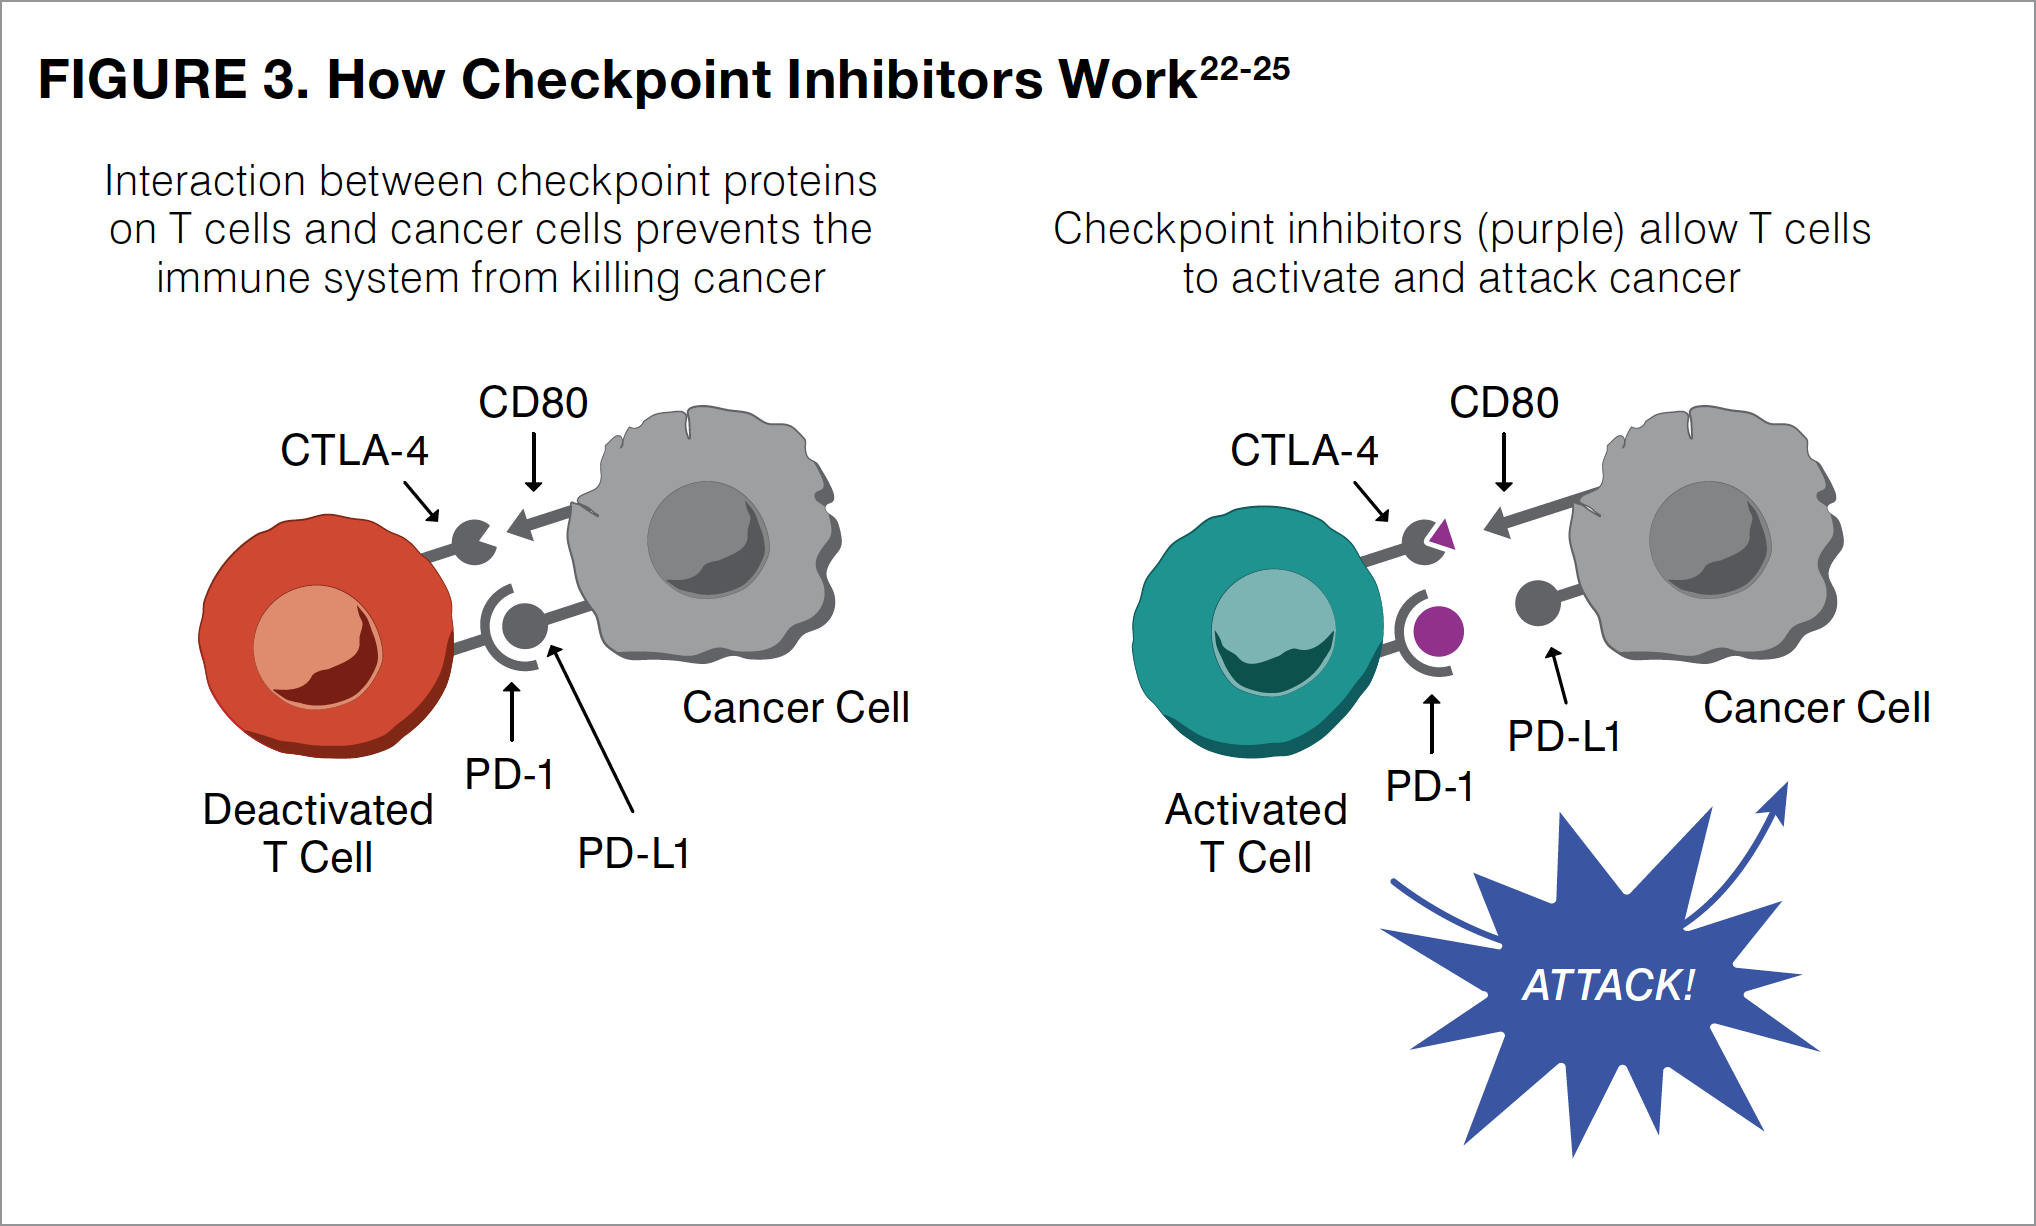 FIGURE 3. How Checkpoint Inhibitors Work22-25
Interaction between checkpoint proteins
on T cells and cancer cells prevents the
immune system from killing cancer
CD80
CTLA-4
Cancer Cell
PD-1
Deactivated
T Cell
PD-L1
Checkpoint inhibitors (purple) allow T cells
to activate and attack cancer
CD80
CTLA-4
Cancer Cell
PD-L1
PD-1
Activated
T Cell
ATTACK!